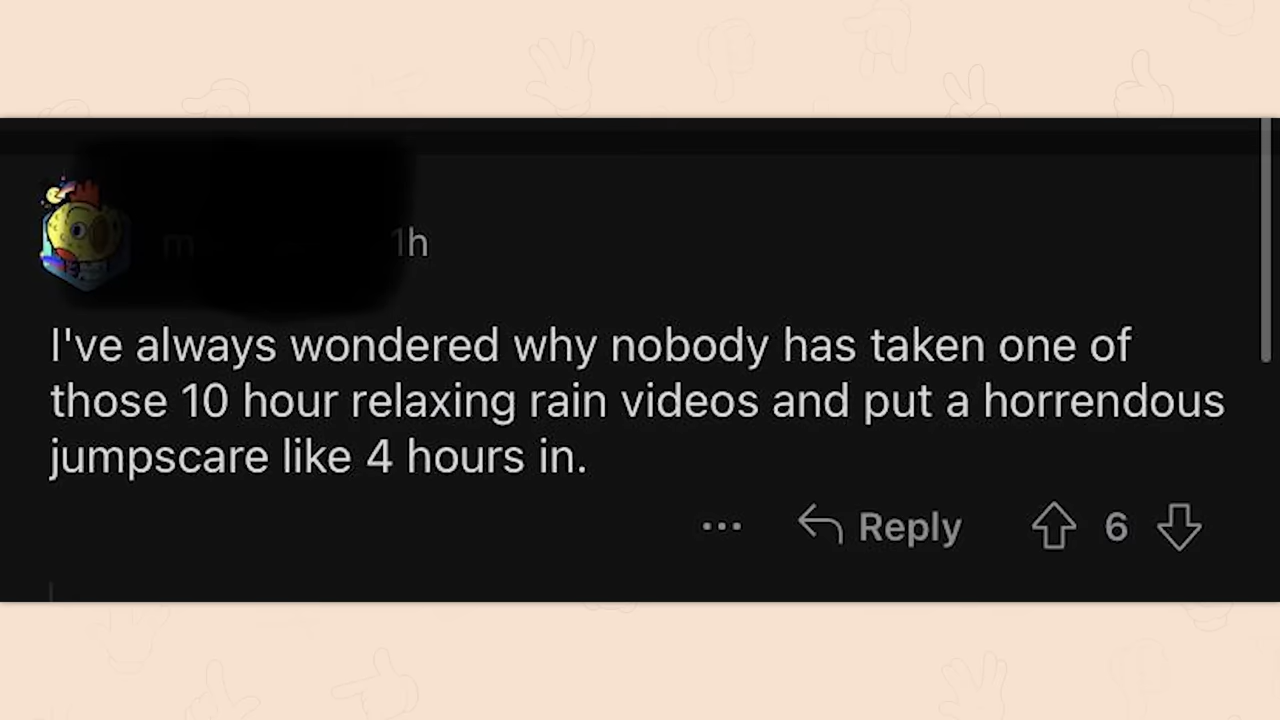 1h
I've always wondered why nobody has taken one of
those 10 hour relaxing rain videos and put a horrendous
jumpscare like 4 hours in.
... Reply 6